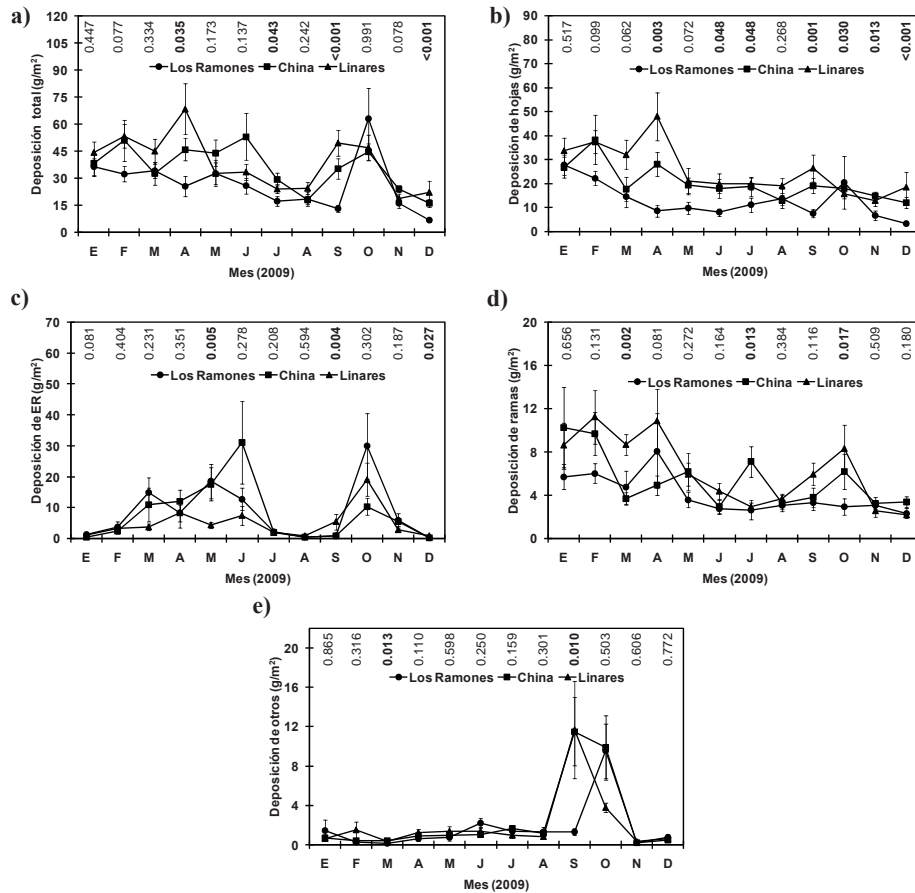 a)
120
105
90
75
60
45
30
15
0
Deposición total (g/m²)
0.447 0.077 0.334 0.035 0.173 0.137 0.043 0.242 <0.001 0.991 0.078 <0.001
Los Ramones China Linares
E F M A M J J A S O N D
Mes (2009)
b)
90
80
70
60
50
40
30
20
10
0
Deposición de hojas (g/m²)
0.517 0.099 0.062 0.003 0.072 0.048 0.048 0.268 0.001 0.030 0.013 <0.001
Los Ramones China Linares
E F M A M J J A S O N D
Mes (2009)
c)
70
60
50
40
30
20
10
0
Deposición de ER (g/m²)
0.081 0.404 0.231 0.351 0.005 0.278 0.208 0.594 0.004 0.302 0.187 0.027
Los Ramones China Linares
E F M A M J J A S O N D
Mes (2009)
d)
20
16
12
8
4
0
Deposición de ramas (g/m²)
0.656 0.131 0.002 0.081 0.272 0.164 0.013 0.384 0.116 0.017 0.509 0.180
Los Ramones China Linares
E F M A M J J A S O N D
Mes (2009)
e)
20
16
12
8
4
0
Deposición de otros (g/m²)
0.865 0.316 0.013 0.110 0.598 0.250 0.159 0.301 0.010 0.503 0.606 0.772
Los Ramones China Linares
E F M A M J J A S O N D
Mes (2009)